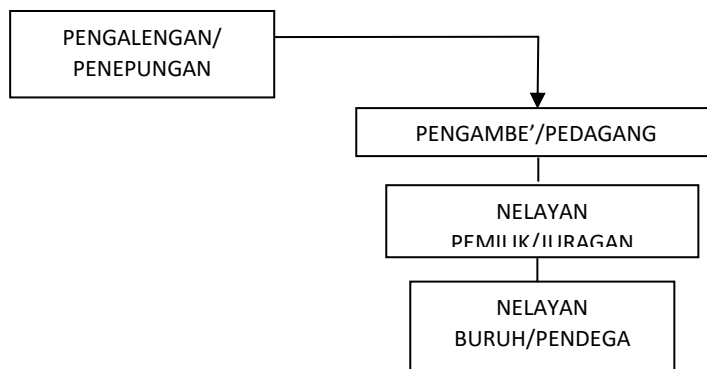 PENGALENGAN/
PENEPUNGAN
PENGAMBE’/PEDAGANG
NELAYAN
PEMILIK/JURAGAN
NELAYAN
BURUH/PENDEGA